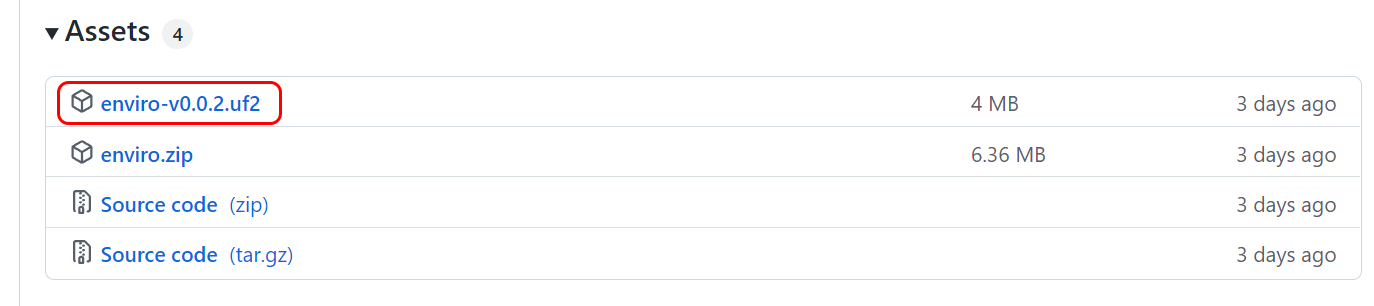 Assets 4
enviro-v0.0.2.uf2 4 MB 3 days ago
enviro.zip 6.36 MB 3 days ago
Source code (zip) 3 days ago
Source code (tar.gz) 3 days ago